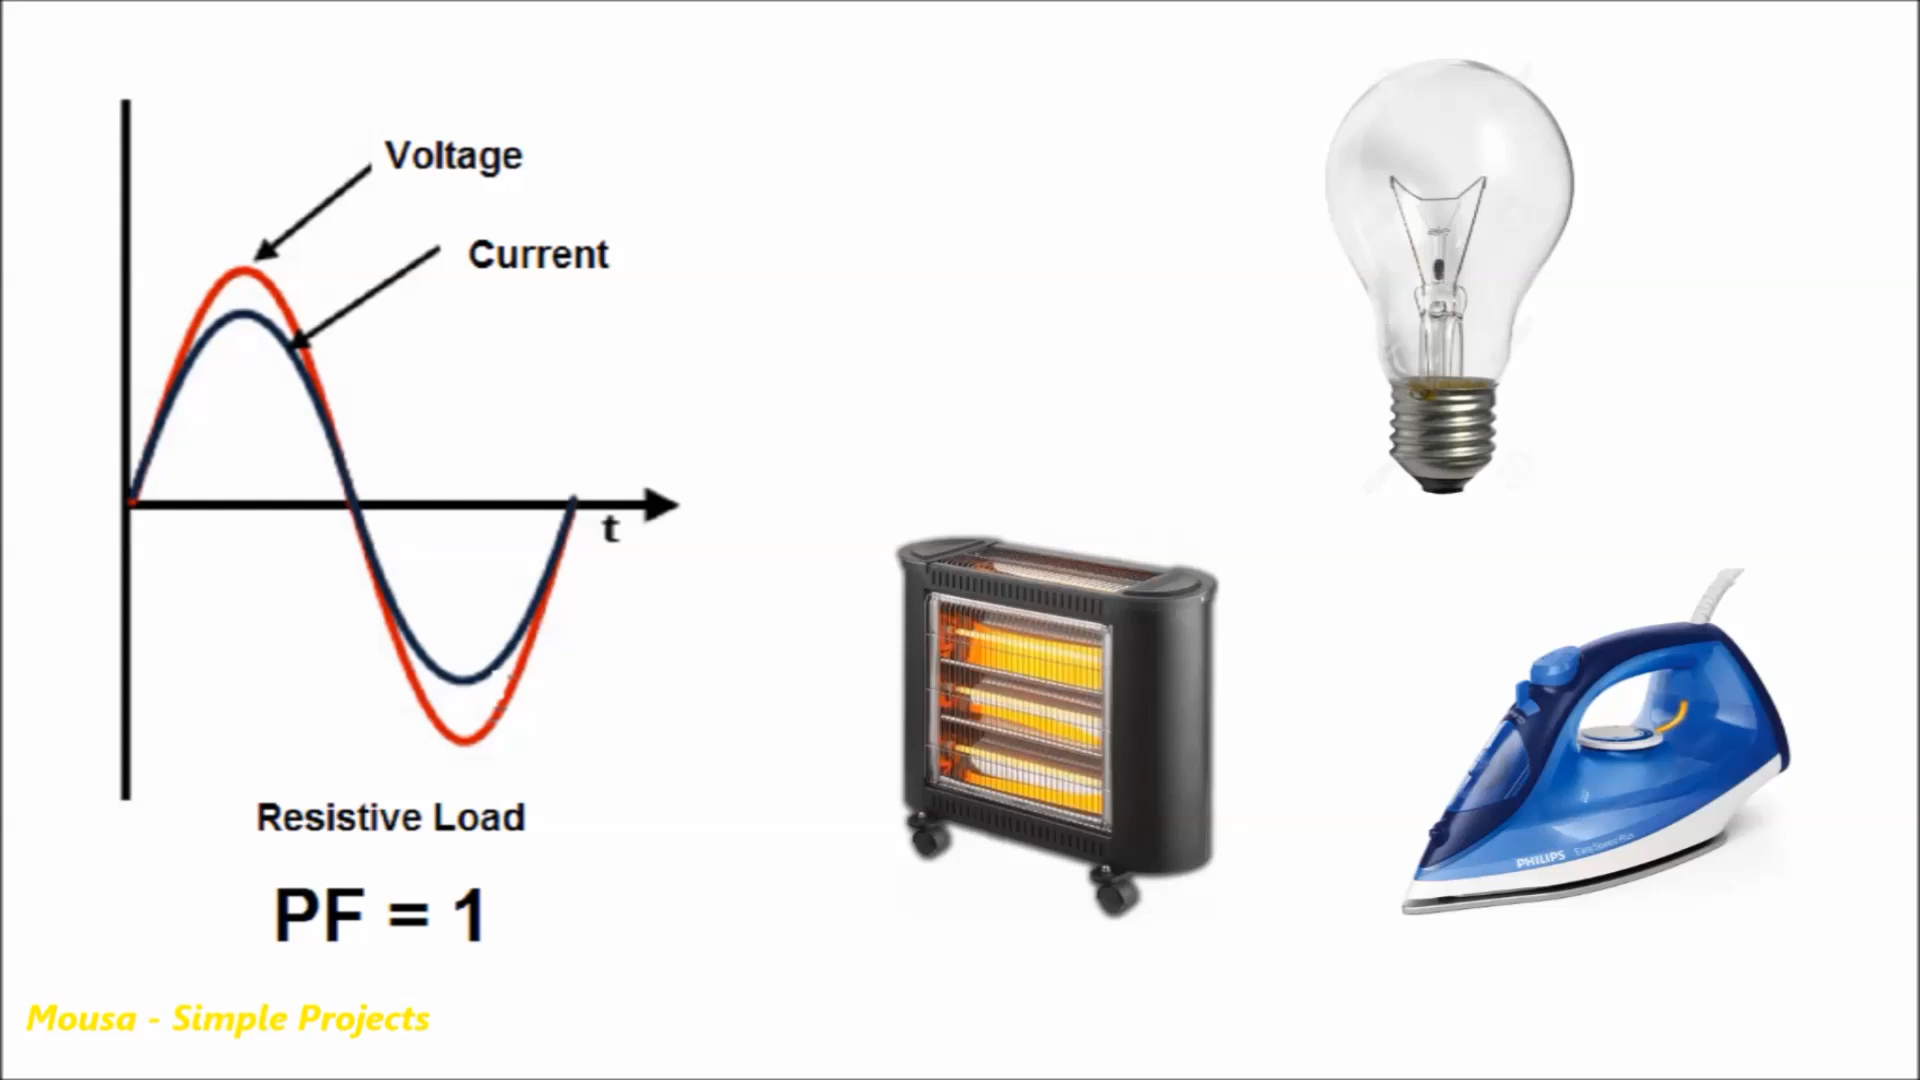 Voltage
Current
t
Resistive Load
PF = 1
PHILIPS
Mousa - Simple Projects